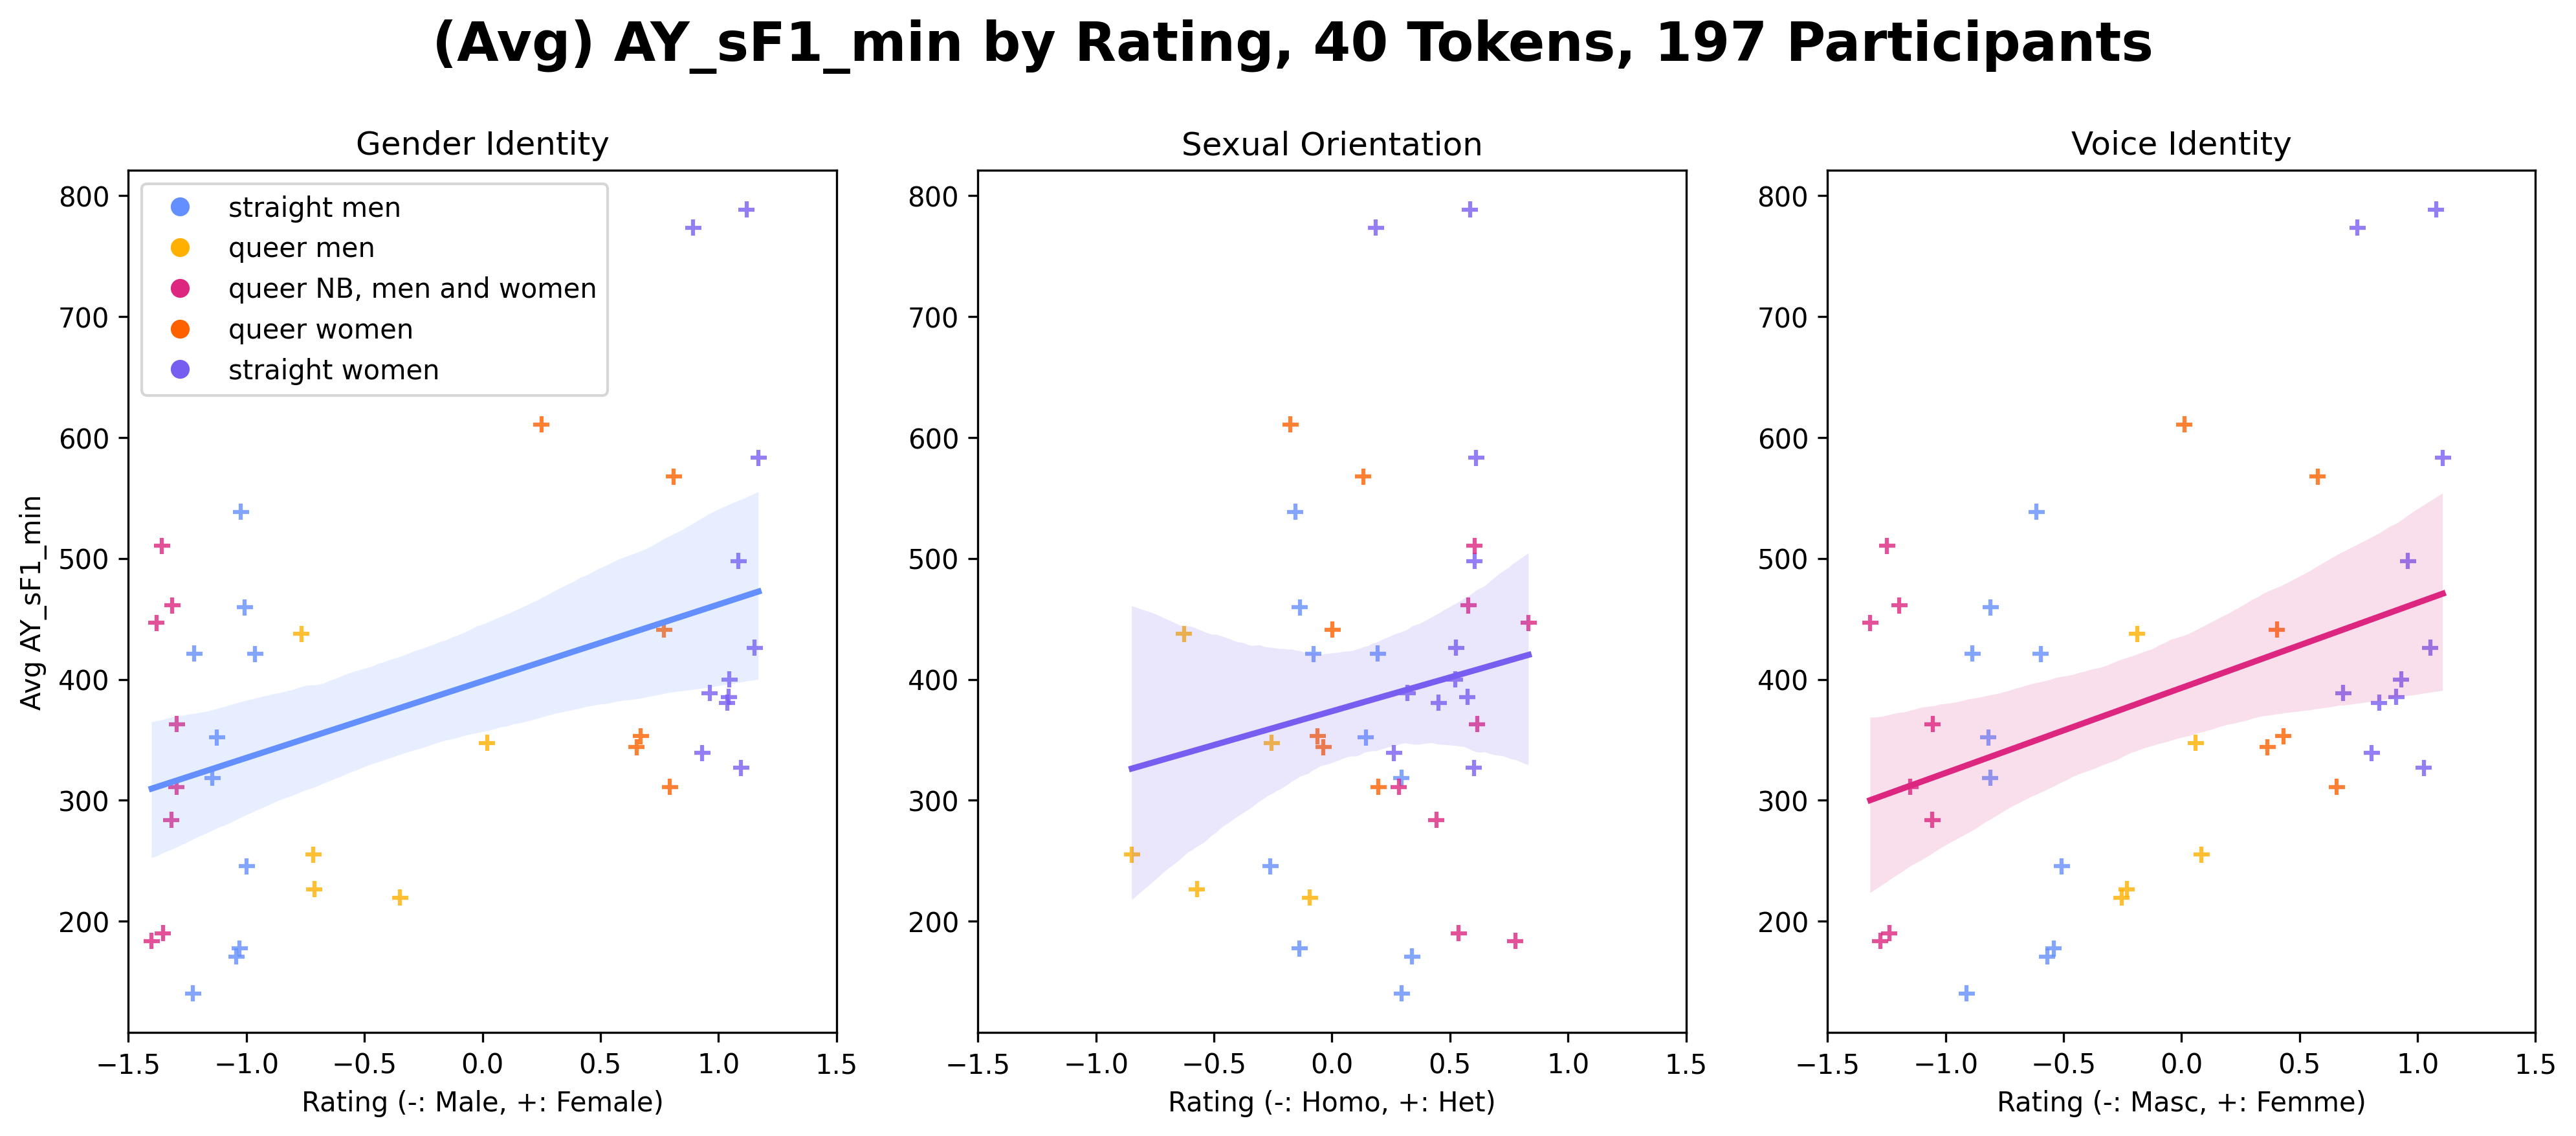 (Avg) AY_sF1_min by Rating, 40 Tokens, 197 Participants
Gender Identity
Sexual Orientation
Voice Identity
straight men
queer men
queer NB, men and women
queer women
straight women
Avg AY_sF1_min
800
700
600
500
400
300
200
−1.5 −1.0 −0.5 0.0 0.5 1.0 1.5
Rating (-: Male, +: Female)
800
700
600
500
400
300
200
−1.5 −1.0 −0.5 0.0 0.5 1.0 1.5
Rating (-: Homo, +: Het)
800
700
600
500
400
300
200
−1.5 −1.0 −0.5 0.0 0.5 1.0 1.5
Rating (-: Masc, +: Femme)